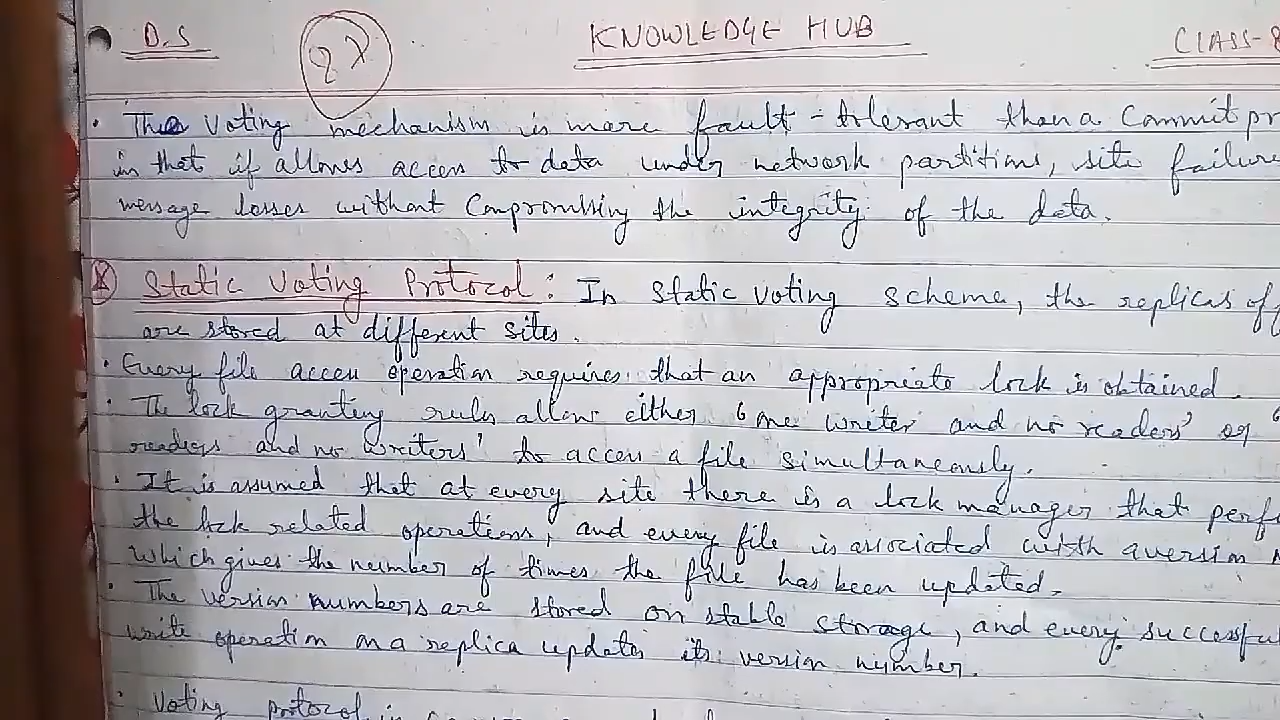 D.S 27 KNOWLEDGE HUB CLASS-
• The voting mechanism is more fault-tolerant than a Commit pr
in that if allows access to data under network partitions, site failure
message losses without Compromising the integrity of the data.
Static Voting Protocol: In static voting scheme, the replicas of
are stored at different sites.
• Every file access operation requires that an appropriate lock is obtained.
• The lock granting rules allow either 'one writer and no readers' or '
readers and no writers' to access a file simultaneously.
• It is assumed that at every site there is a lock manager that perf
the lock related operations, and every file is associated with a version n
which gives the number of times the file has been updated.
• The version numbers are stored on stable storage, and every successful
write operation on a replica updates its version number.
• Voting protocol